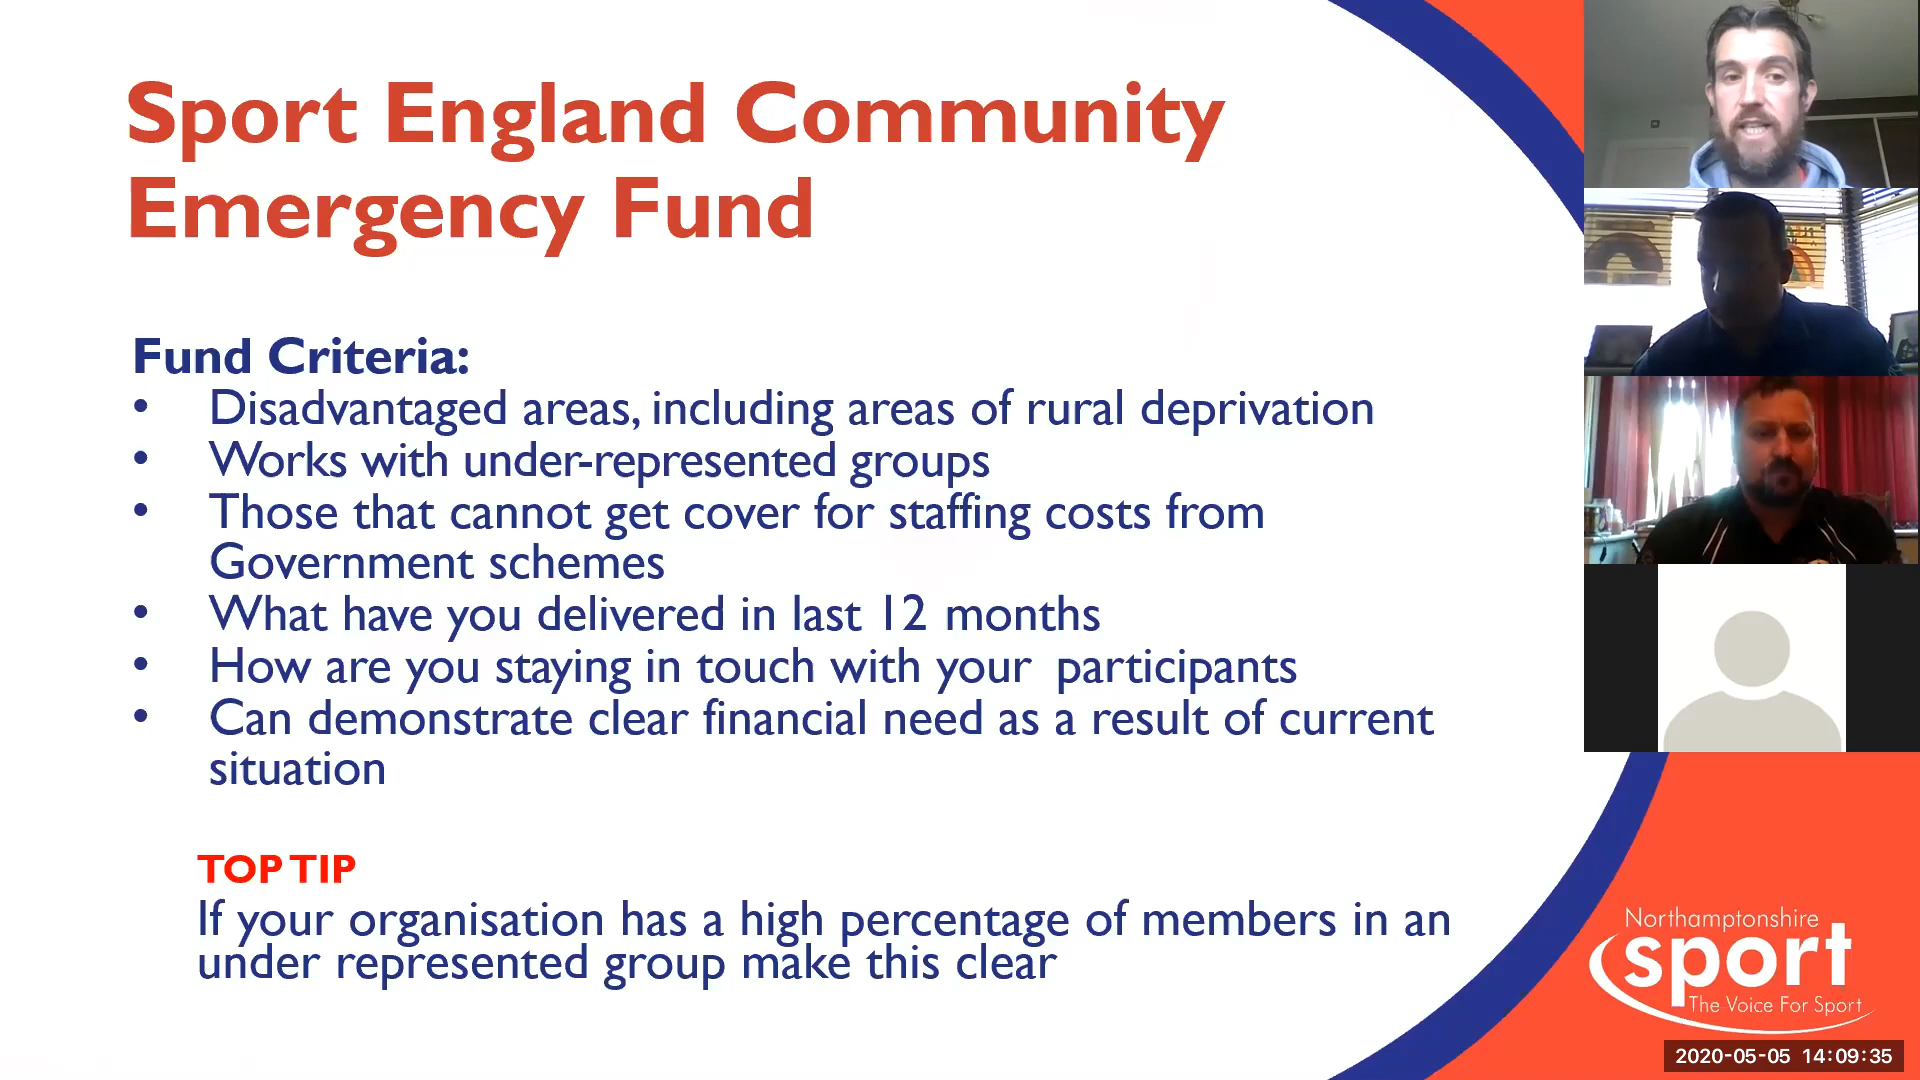 Sport England Community
Emergency Fund
Fund Criteria:
• Disadvantaged areas, including areas of rural deprivation
• Works with under-represented groups
• Those that cannot get cover for staffing costs from
Government schemes
• What have you delivered in last 12 months
• How are you staying in touch with your  participants
• Can demonstrate clear financial need as a result of current
situation
TOP TIP
If your organisation has a high percentage of members in an
under represented group make this clear
Northamptonshire
sport
The Voice For Sport
2020-05-05 14:09:35